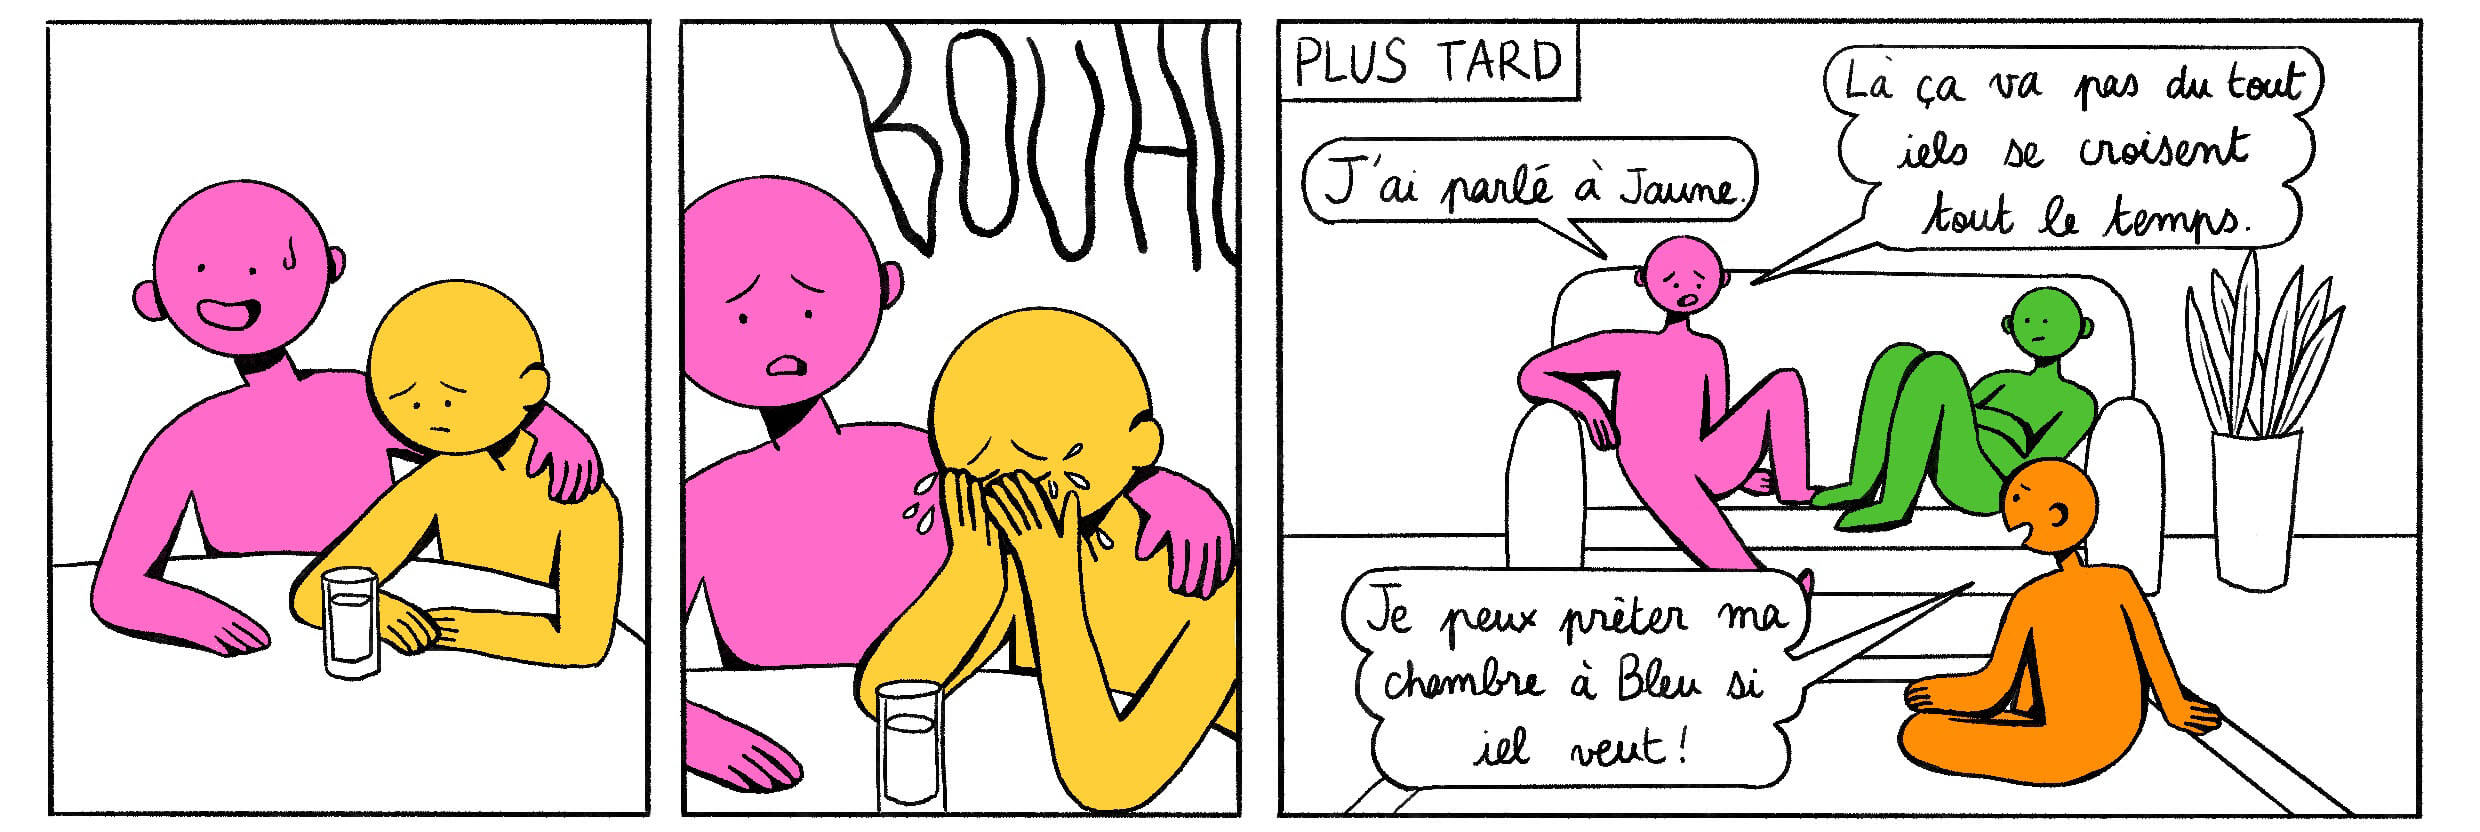 BOUHO
PLUS TARD
J'ai parlé à Jaune.
Là ça va pas du tout
iels se croisent
tout le temps.
Je peux prêter ma
chambre à Bleu si
iel veut!